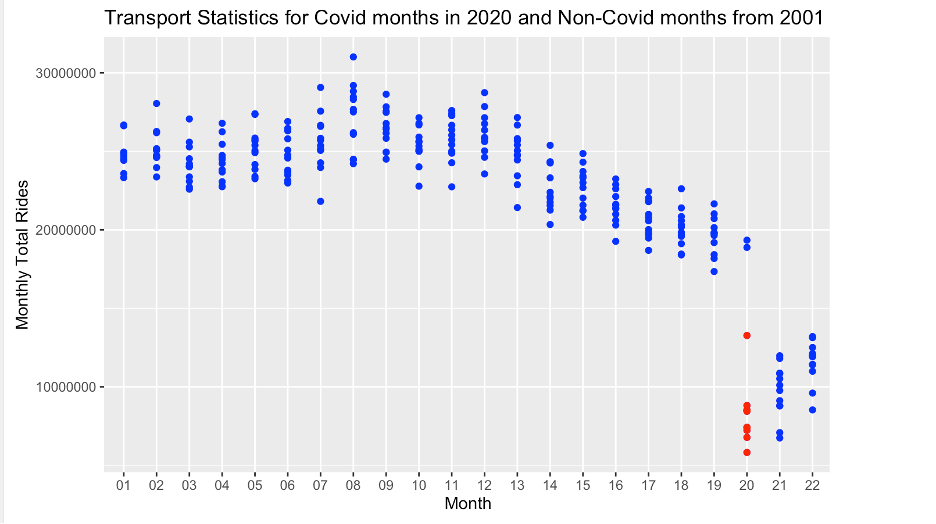 Transport Statistics for Covid months in 2020 and Non-Covid months from 2001
30000000
20000000
10000000
Monthly Total Rides
01 02 03 04 05 06 07 08 09 10 11 12 13 14 15 16 17 18 19 20 21 22
Month